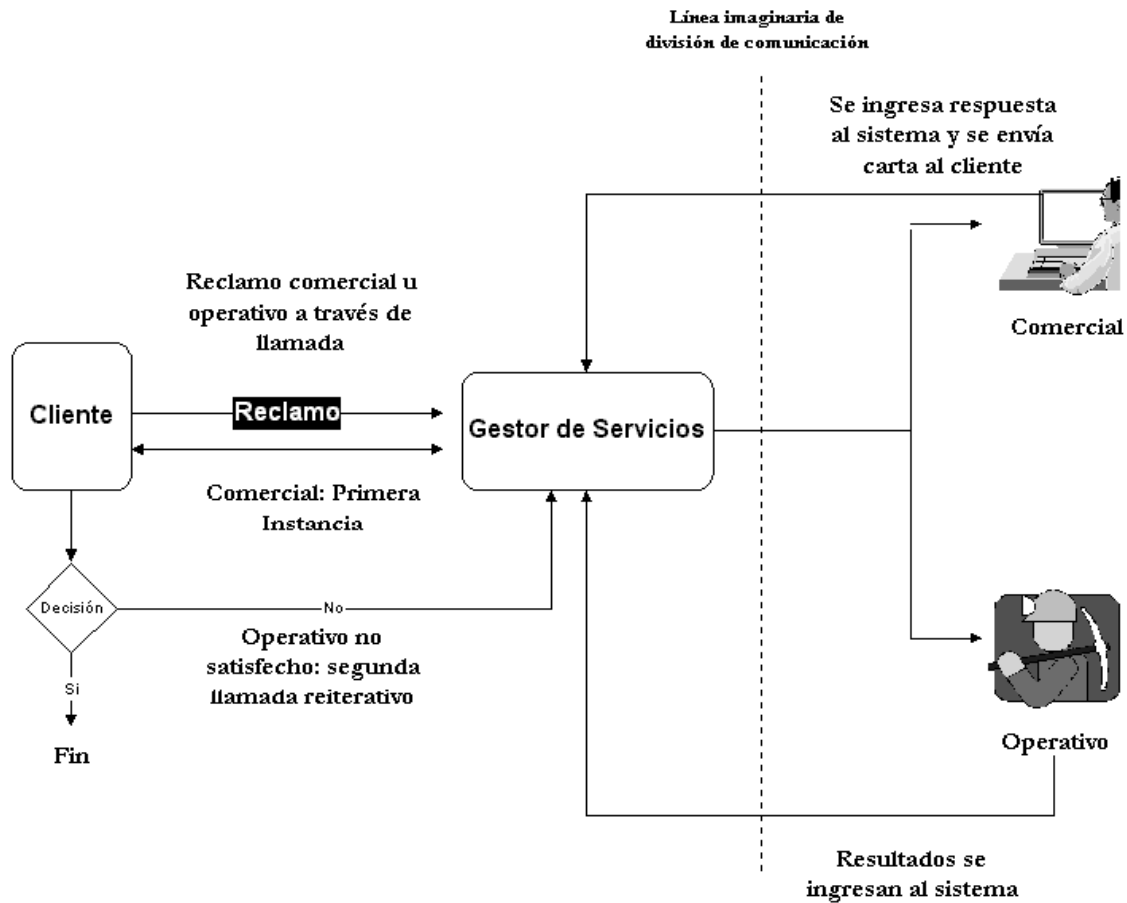 Línea imaginaria de
división de comunicación
Se ingresa respuesta
al sistema y se envía
carta al cliente
Reclamo comercial u
operativo a través de
llamada
Comercial
Cliente
Reclamo
Gestor de Servicios
Comercial: Primera
Instancia
Decisión
No
Operativo no
satisfecho: segunda
llamada reiterativo
Si
Fin
Operativo
Resultados se
ingresan al sistema